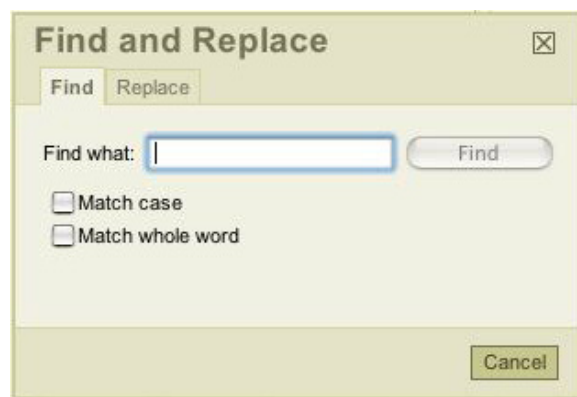 Find and Replace
Find Replace
Find what: Find
Match case
Match whole word
Cancel